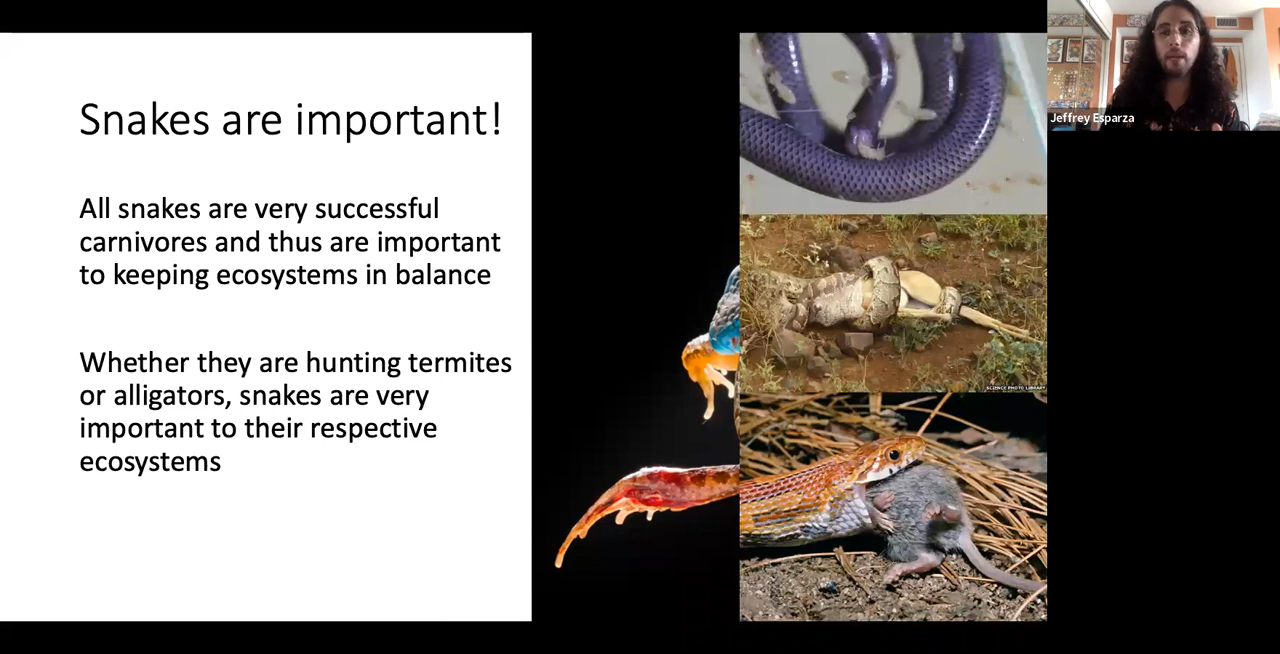 Snakes are important!
All snakes are very successful
carnivores and thus are important
to keeping ecosystems in balance
Whether they are hunting termites
or alligators, snakes are very
important to their respective
ecosystems
SCIENCE PHOTO LIBRARY
Jeffrey Esparza